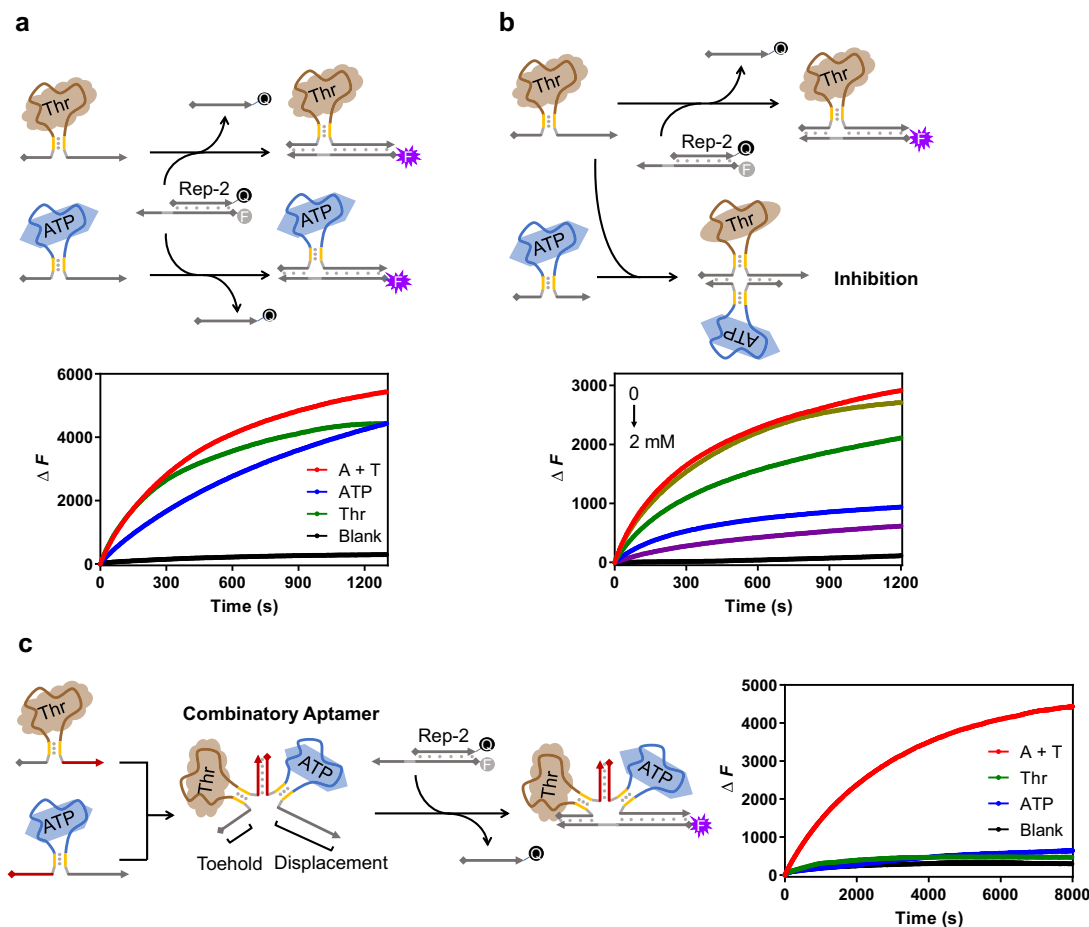 a
Thr
Q
Thr
F
Rep-2
Q
F
ATP
ATP
F
Q
6000
4000
2000
0
Δ F
A + T
ATP
Thr
Blank
0
300
600
900
1200
Time (s)
b
Q
Thr
Thr
Rep-2
Q
F
F
Thr
ATP
Inhibition
ATP
3000
2000
1000
0
Δ F
0
2 mM
0
300
600
900
1200
Time (s)
c
Thr
ATP
Combinatory Aptamer
Thr
ATP
Toehold
Displacement
Rep-2
Q
F
Q
Thr
ATP
F
5000
4000
3000
2000
1000
0
Δ F
A + T
Thr
ATP
Blank
0
2000
4000
6000
8000
Time (s)